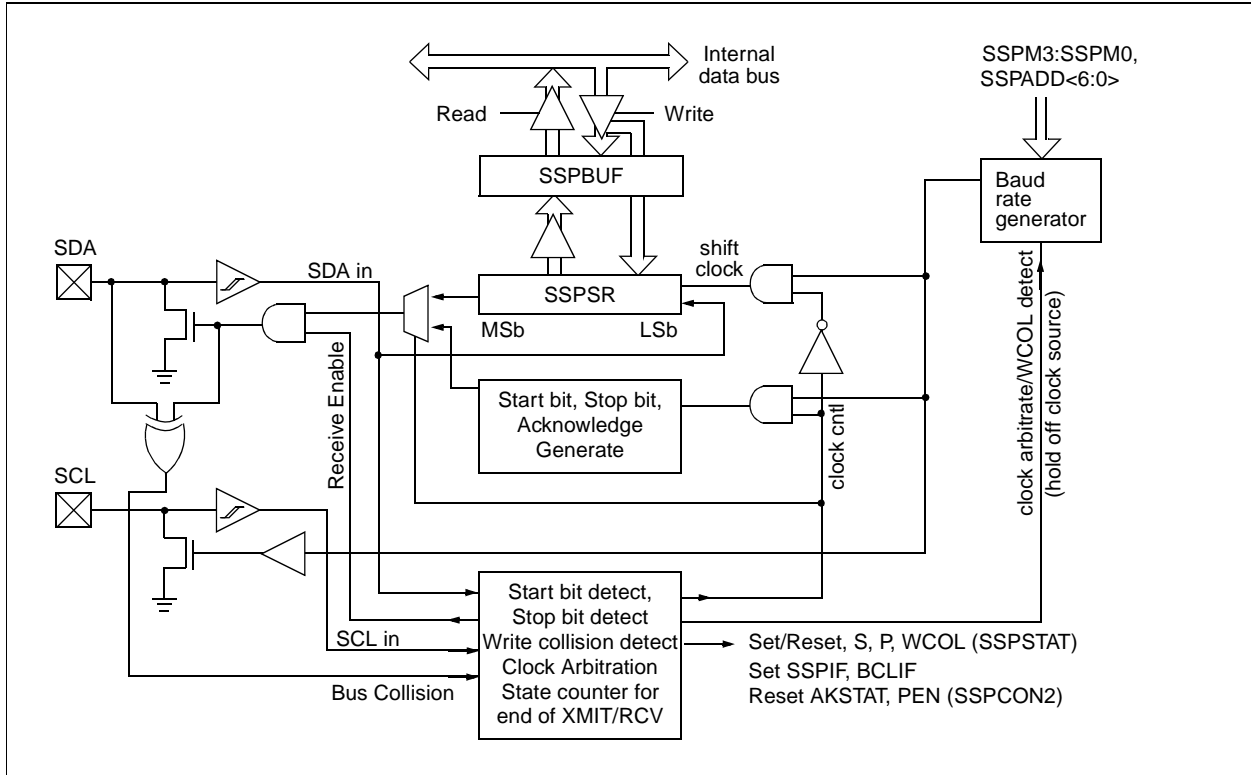 Internal
data bus
SSPM3:SSPM0,
SSPADD<6:0>
Read
Write
SSPBUF
Baud
rate
generator
SDA
SDA in
shift
clock
SSPSR
MSb
LSb
Receive Enable
Start bit, Stop bit,
Acknowledge
Generate
clock cntl
clock arbitrate/WCOL detect
(hold off clock source)
SCL
SCL in
Bus Collision
Start bit detect,
Stop bit detect
Write collision detect
Clock Arbitration
State counter for
end of XMIT/RCV
Set/Reset, S, P, WCOL (SSPSTAT)
Set SSPIF, BCLIF
Reset AKSTAT, PEN (SSPCON2)